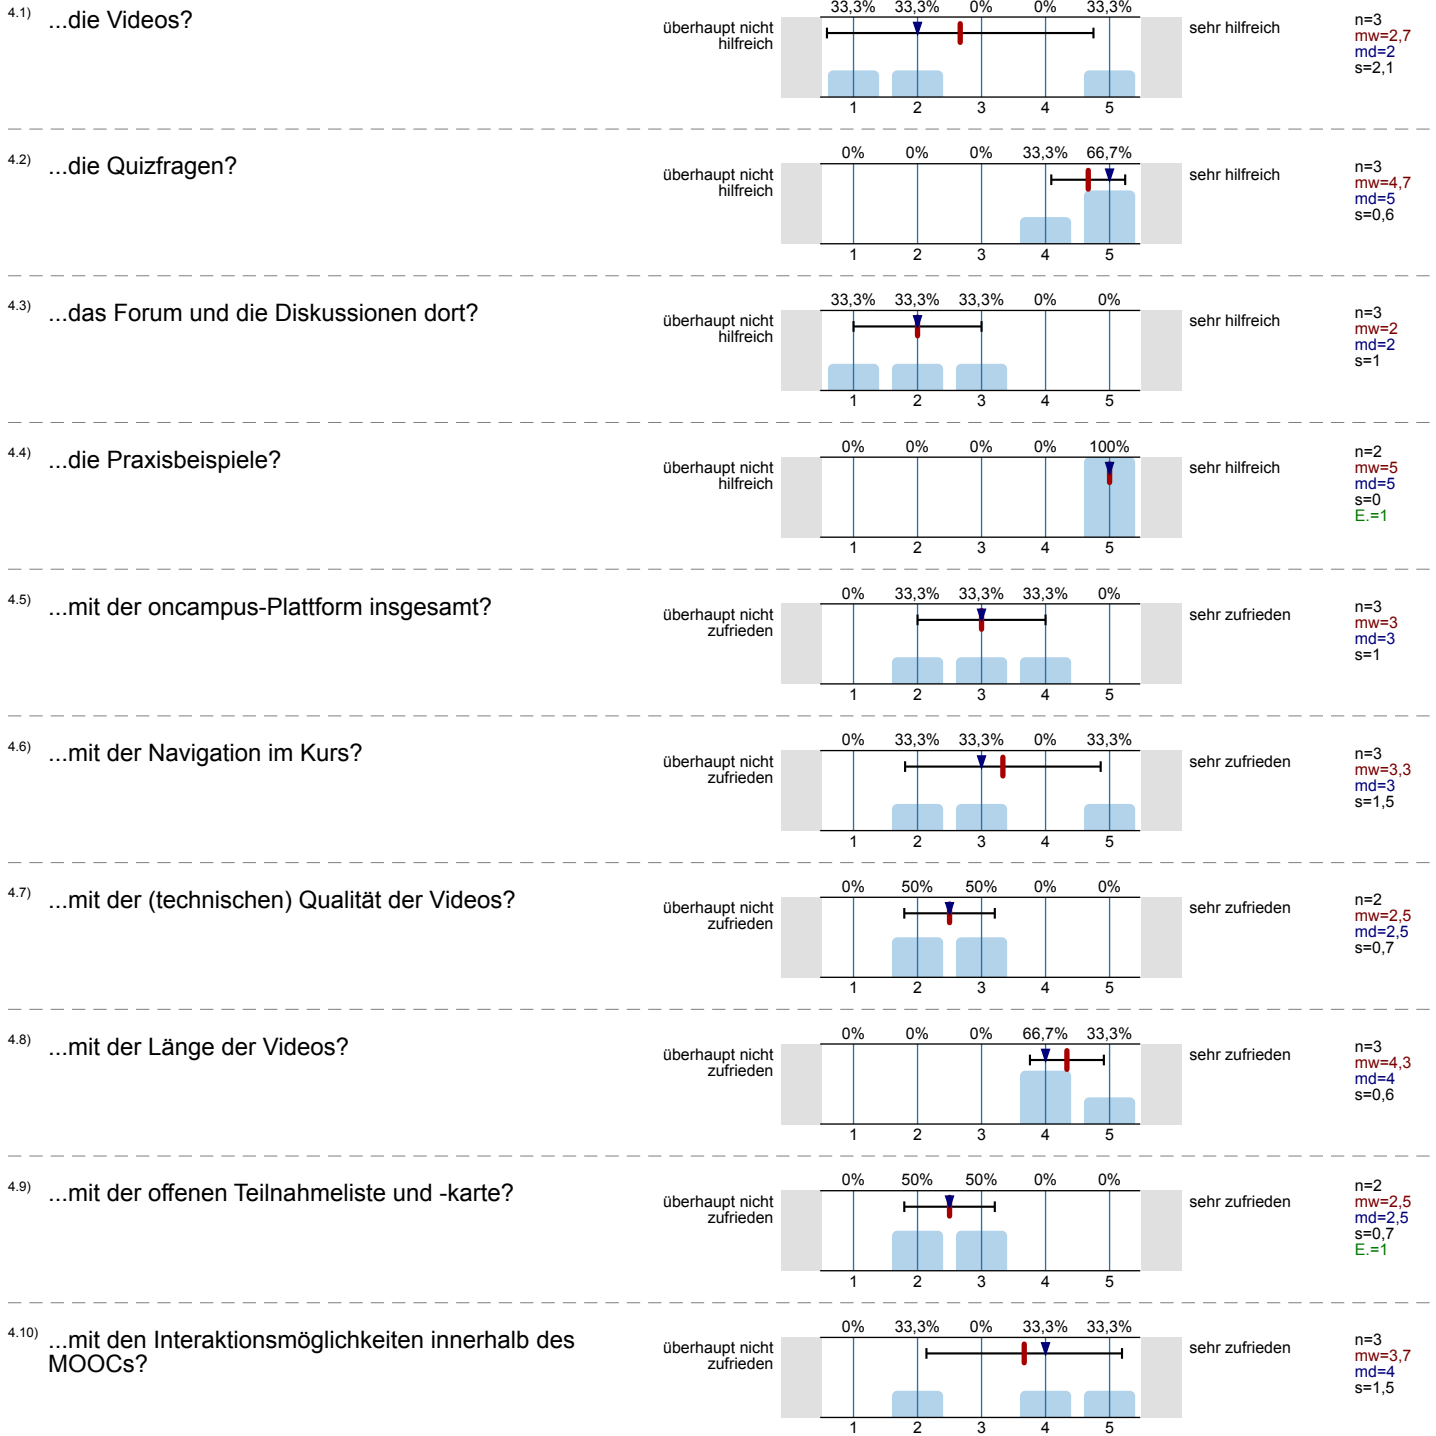 4.1) ...die Videos?
33,3% 33,3% 0% 0% 33,3%
überhaupt nicht
hilfreich
sehr hilfreich
n=3
mw=2,7
md=2
s=2,1
1 2 3 4 5
4.2) ...die Quizfragen?
0% 0% 0% 33,3% 66,7%
überhaupt nicht
hilfreich
sehr hilfreich
n=3
mw=4,7
md=5
s=0,6
1 2 3 4 5
4.3) ...das Forum und die Diskussionen dort?
33,3% 33,3% 33,3% 0% 0%
überhaupt nicht
hilfreich
sehr hilfreich
n=3
mw=2
md=2
s=1
1 2 3 4 5
4.4) ...die Praxisbeispiele?
0% 0% 0% 0% 100%
überhaupt nicht
hilfreich
sehr hilfreich
n=2
mw=5
md=5
s=0
E.=1
1 2 3 4 5
4.5) ...mit der oncampus-Plattform insgesamt?
0% 33,3% 33,3% 33,3% 0%
überhaupt nicht
zufrieden
sehr zufrieden
n=3
mw=3
md=3
s=1
1 2 3 4 5
4.6) ...mit der Navigation im Kurs?
0% 33,3% 33,3% 0% 33,3%
überhaupt nicht
zufrieden
sehr zufrieden
n=3
mw=3,3
md=3
s=1,5
1 2 3 4 5
4.7) ...mit der (technischen) Qualität der Videos?
0% 50% 50% 0% 0%
überhaupt nicht
zufrieden
sehr zufrieden
n=2
mw=2,5
md=2,5
s=0,7
1 2 3 4 5
4.8) ...mit der Länge der Videos?
0% 0% 0% 66,7% 33,3%
überhaupt nicht
zufrieden
sehr zufrieden
n=3
mw=4,3
md=4
s=0,6
1 2 3 4 5
4.9) ...mit der offenen Teilnahmeliste und -karte?
0% 50% 50% 0% 0%
überhaupt nicht
zufrieden
sehr zufrieden
n=2
mw=2,5
md=2,5
s=0,7
E.=1
1 2 3 4 5
4.10) ...mit den Interaktionsmöglichkeiten innerhalb des
MOOCs?
0% 33,3% 0% 33,3% 33,3%
überhaupt nicht
zufrieden
sehr zufrieden
n=3
mw=3,7
md=4
s=1,5
1 2 3 4 5